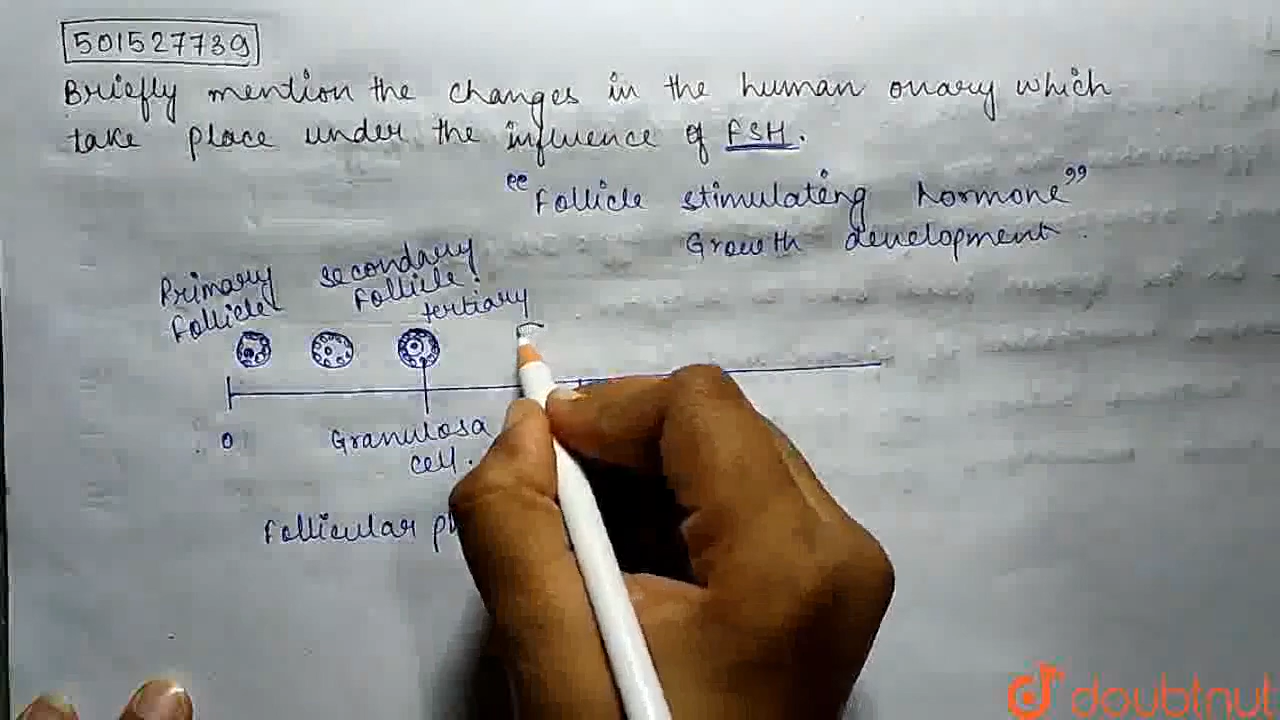 501527739
Briefly mention the changes in the human ovary which
take place under the influence of FSH.
"Follicle stimulating hormone"
Growth development.
Primary follicle
secondary follicle.
tertiary
0
Granulosa cell.
Follicular
doubtnut